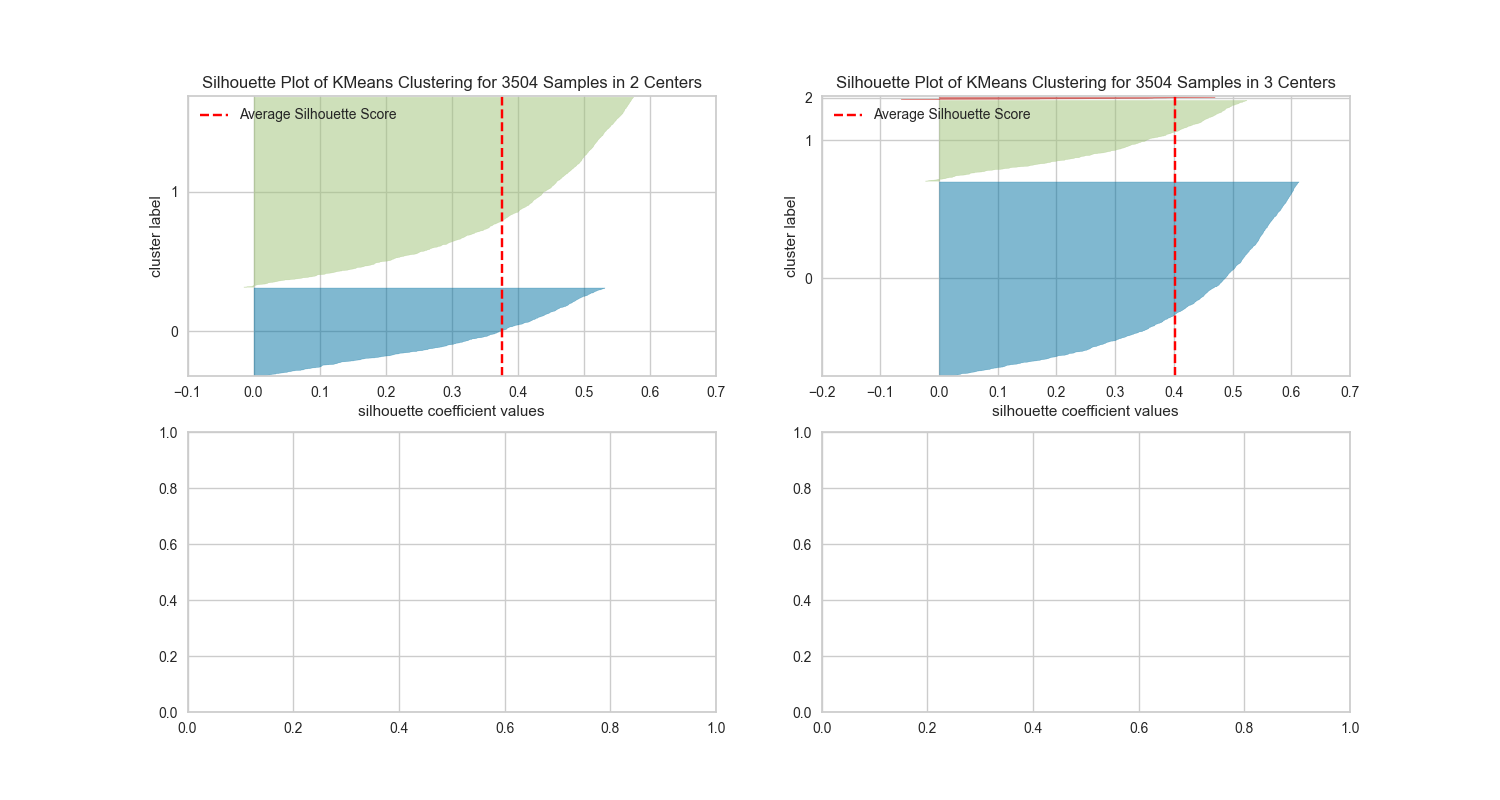 Silhouette Plot of KMeans Clustering for 3504 Samples in 2 Centers
Average Silhouette Score
1
0
cluster label
−0.1 0.0 0.1 0.2 0.3 0.4 0.5 0.6 0.7
silhouette coefficient values
Silhouette Plot of KMeans Clustering for 3504 Samples in 3 Centers
2
Average Silhouette Score
1
0
cluster label
−0.2 −0.1 0.0 0.1 0.2 0.3 0.4 0.5 0.6 0.7
silhouette coefficient values
1.0
0.8
0.6
0.4
0.2
0.0
0.0 0.2 0.4 0.6 0.8 1.0
1.0
0.8
0.6
0.4
0.2
0.0
0.0 0.2 0.4 0.6 0.8 1.0